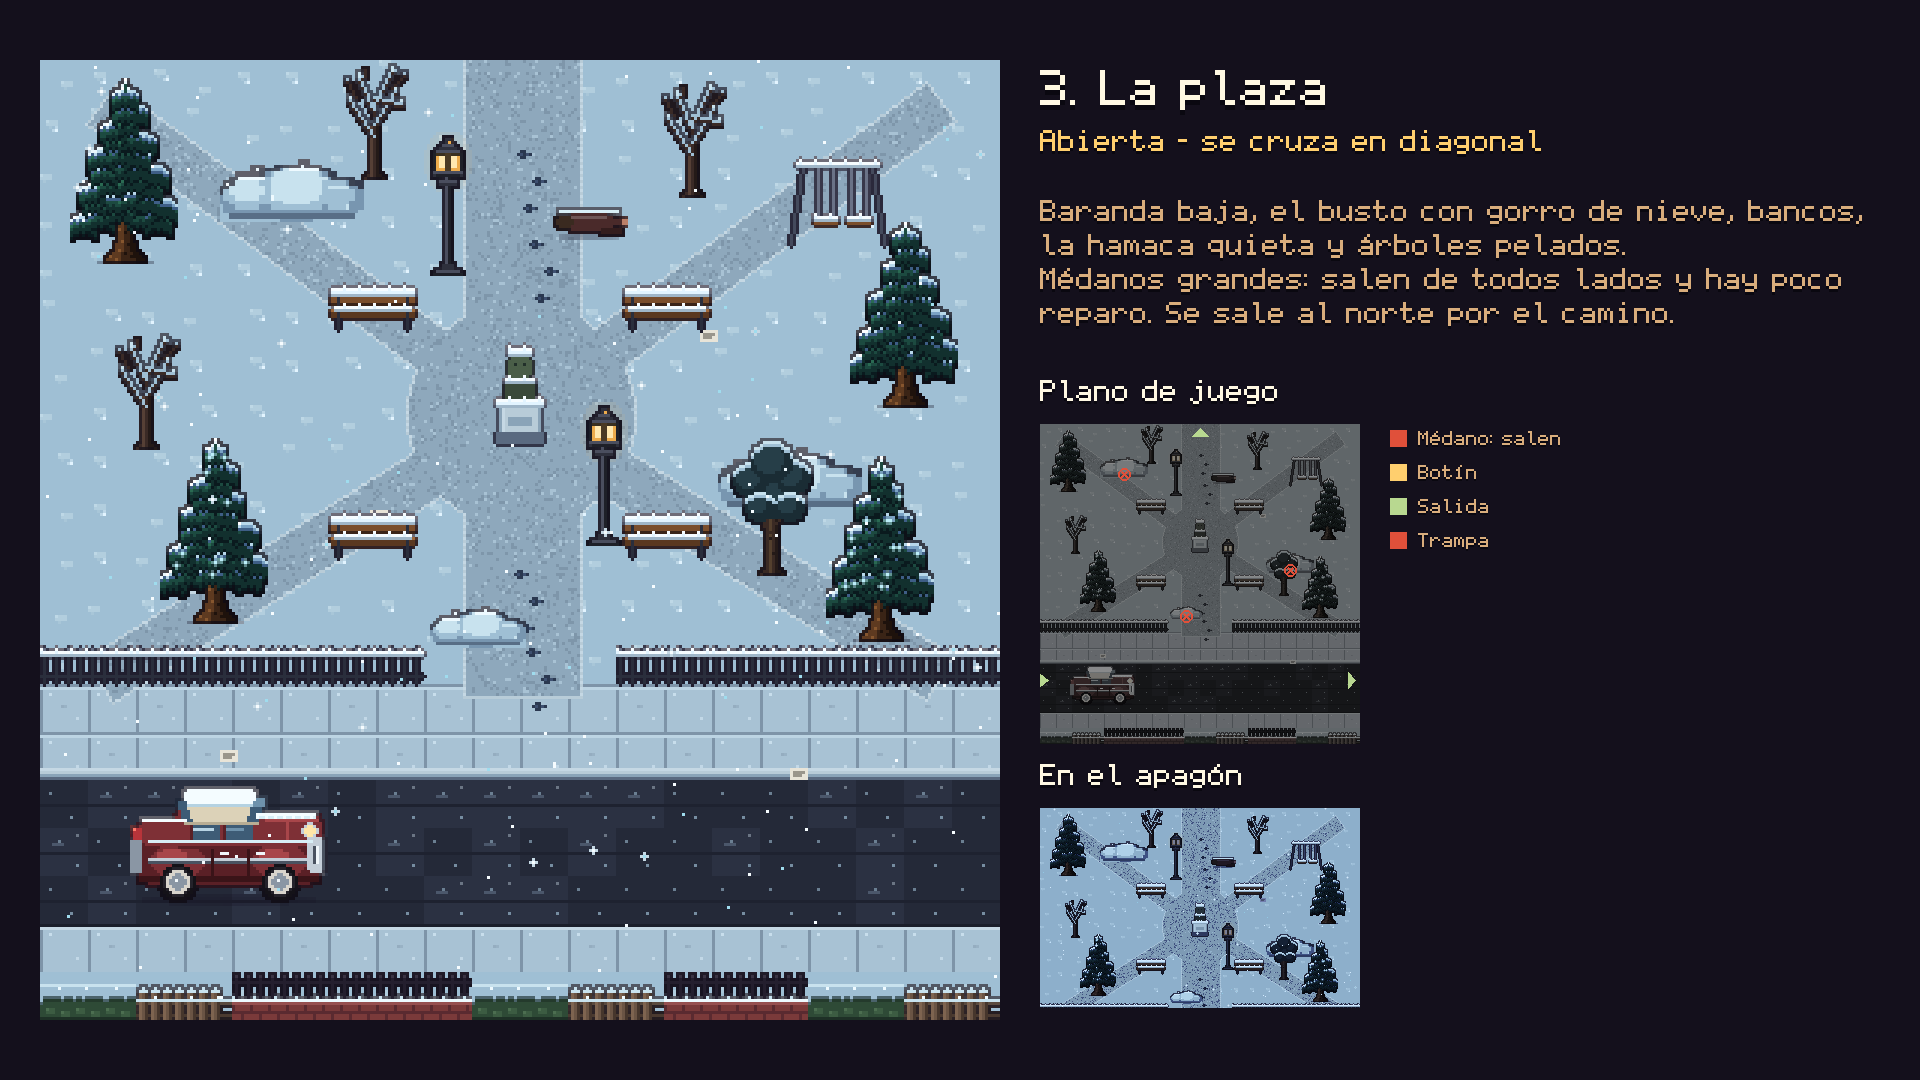 3. La plaza
Abierta - se cruza en diagonal
Baranda baja, el busto con gorro de nieve, bancos,
la hamaca quieta y árboles pelados.
Médanos grandes: salen de todos lados y hay poco
reparo. Se sale al norte por el camino.
Plano de juego
Médano: salen
Botín
Salida
Trampa
En el apagón